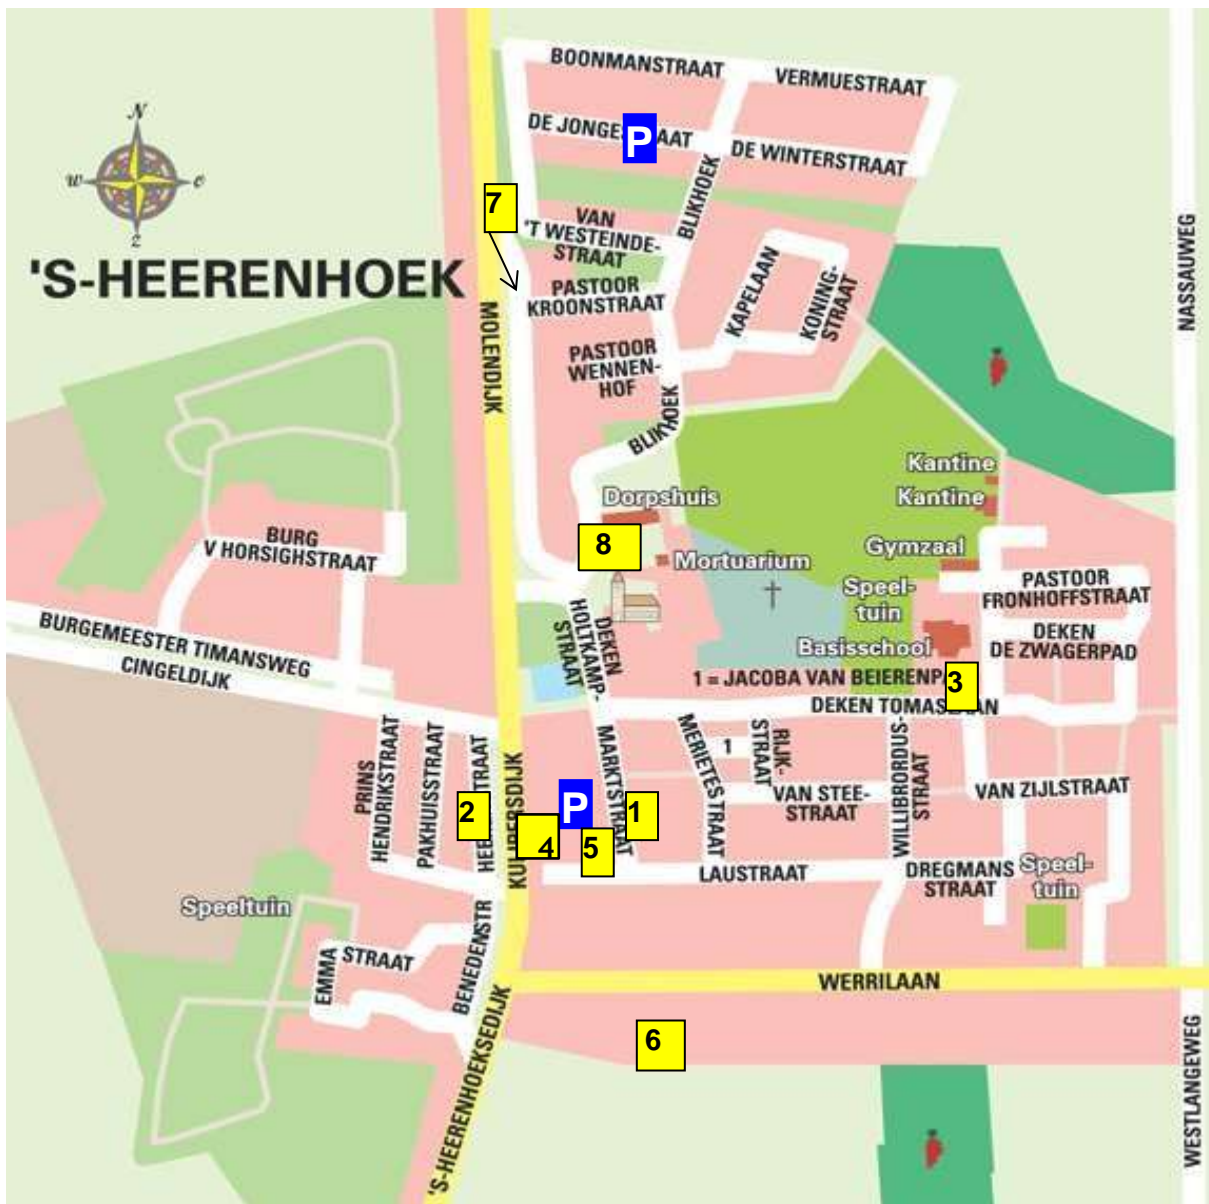 BOONMANSTRAAT
VERMUESTRAAT
DE JONGE
AAT
P
DE WINTERSTRAAT
N
W
O
Z
'S-HEERENHOEK
7
VAN
'T WESTEINDE-
STRAAT
BLIKHOEK
PASTOOR
KROONSTRAAT
KAPELAAN
KONING-
STRAAT
NASSAUWEG
MOLENDIJK
PASTOOR
WENNEN-
HOF
BLIKHOEK
Kantine
Kantine
Dorpshuis
8
Mortuarium
Gymzaal
BURG
V HORSIGHSTRAAT
PASTOOR
FRONHOFFSTRAAT
Speel-
tuin
DEKEN
HOLTKAMP-
STRAAT
Basisschool
DEKEN
DE ZWAGERPAD
BURGEMEESTER TIMANSWEG
CINGELDIJK
1 = JACOBA VAN BEIERENPA
3
DEKEN TOMASLAAN
PRINS
HENDRIKSTRAAT
PAKHUISSTRAAT
HEE
TRAAT
2
KUIJPERSDIJK
4
P
5
MARKTSTRAAT
1
MERIETESTRAAT
1
RIJK-
STRAAT
VAN STEE-
STRAAT
WILLIBRORDUS-
STRAAT
VAN ZIJLSTRAAT
LAUSTRAAT
DREGMANS
STRAAT
Speel-
tuin
Speeltuin
EMMA
STRAAT
BENEDENSTR
WERRILAAN
'S-HEERENHOEKSEDIJK
6
WESTLANGEWEG